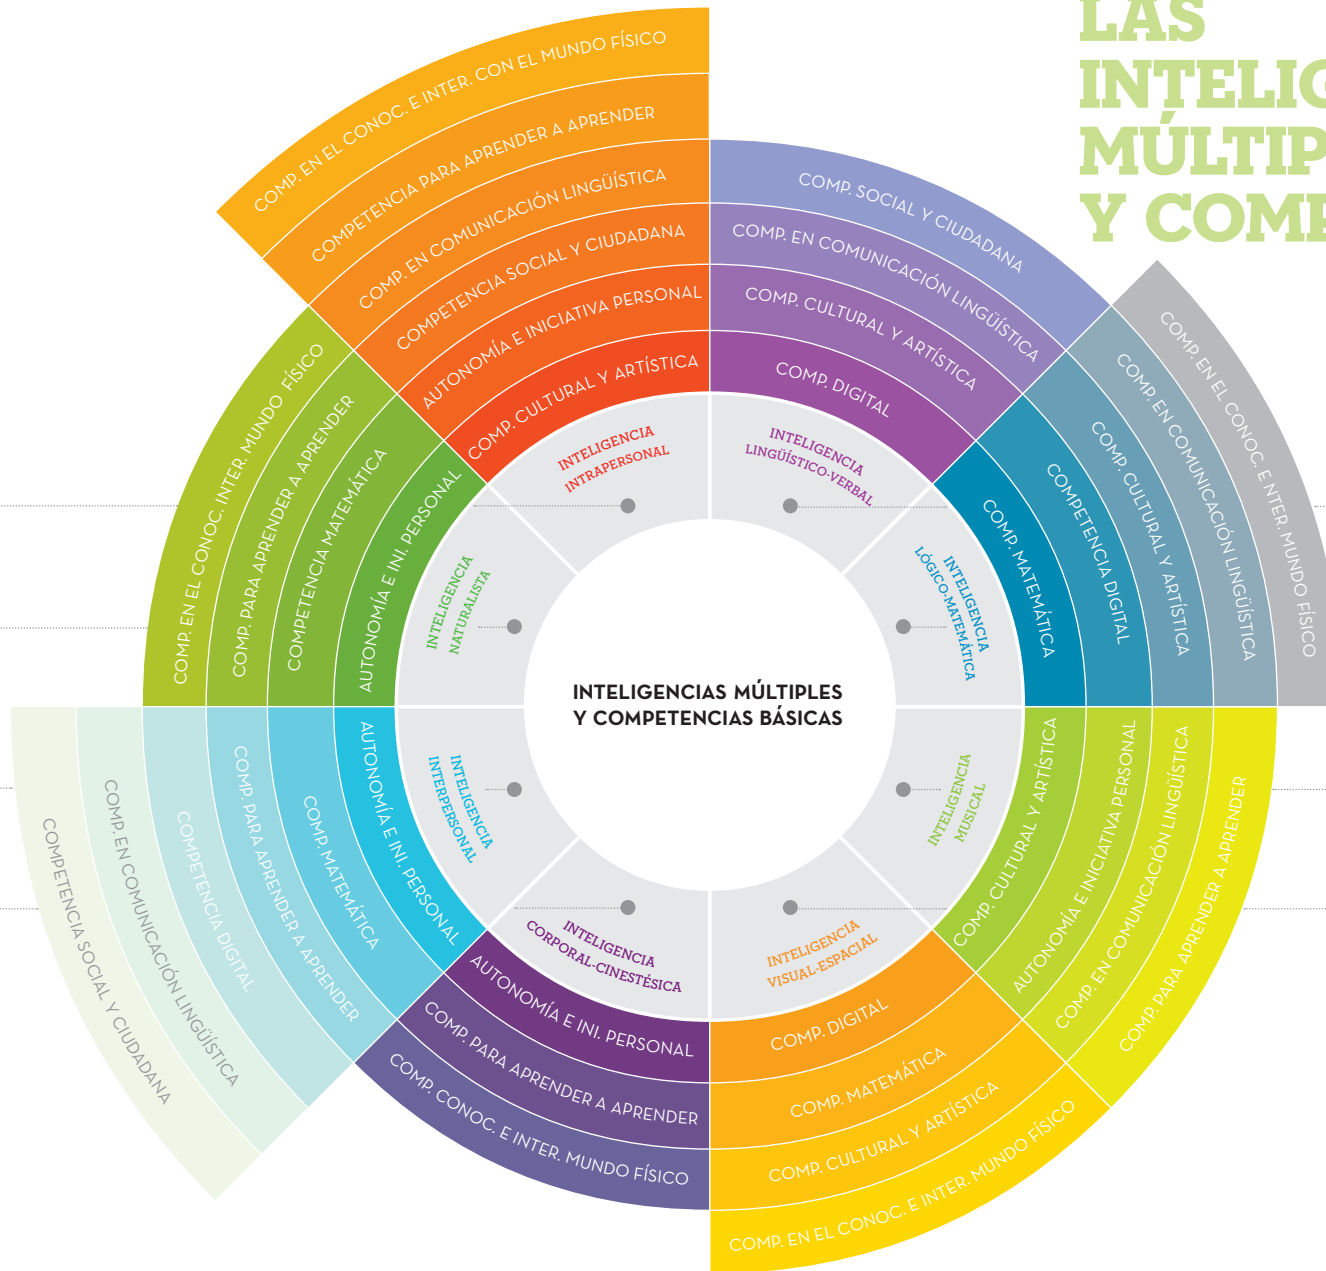 LAS
INTELIG
MÚLTIP
Y COMP
INTELIGENCIAS MÚLTIPLES
Y COMPETENCIAS BÁSICAS
INTELIGENCIA
INTRAPERSONAL
COMP. EN EL CONOC. E INTER. CON EL MUNDO FÍSICO
COMPETENCIA PARA APRENDER A APRENDER
COMP. EN COMUNICACIÓN LINGÜÍSTICA
COMPETENCIA SOCIAL Y CIUDADANA
AUTONOMÍA E INICIATIVA PERSONAL
COMP. CULTURAL Y ARTÍSTICA
INTELIGENCIA
LINGÜÍSTICO-VERBAL
COMP. SOCIAL Y CIUDADANA
COMP. EN COMUNICACIÓN LINGÜÍSTICA
COMP. CULTURAL Y ARTÍSTICA
COMP. DIGITAL
INTELIGENCIA
LÓGICO-MATEMÁTICA
COMP. EN EL CONOC. E NTER. MUNDO FÍSICO
COMP. EN COMUNICACIÓN LINGÜÍSTICA
COMP. CULTURAL Y ARTÍSTICA
COMPETENCIA DIGITAL
COMP. MATEMÁTICA
INTELIGENCIA
MUSICAL
COMP. CULTURAL Y ARTÍSTICA
AUTONOMÍA E INICIATIVA PERSONAL
COMP. EN COMUNICACIÓN LINGÜÍSTICA
COMP. PARA APRENDER A APRENDER
INTELIGENCIA
VISUAL-ESPACIAL
COMP. DIGITAL
COMP. MATEMÁTICA
COMP. CULTURAL Y ARTÍSTICA
COMP. EN EL CONOC. E INTER. MUNDO FÍSICO
INTELIGENCIA
CORPORAL-CINESTÉSICA
AUTONOMÍA E INI. PERSONAL
COMP. PARA APRENDER A APRENDER
COMP. CONOC. E INTER. MUNDO FÍSICO
INTELIGENCIA
INTERPERSONAL
AUTONOMÍA E INI. PERSONAL
COMP. MATEMÁTICA
COMP. PARA APRENDER A APRENDER
COMPETENCIA DIGITAL
COMP. EN COMUNICACIÓN LINGÜÍSTICA
COMPETENCIA SOCIAL Y CIUDADANA
INTELIGENCIA
NATURALISTA
COMP. EN EL CONOC. INTER. MUNDO FÍSICO
COMP. PARA APRENDER A APRENDER
COMPETENCIA MATEMÁTICA
AUTONOMÍA E INI. PERSONAL